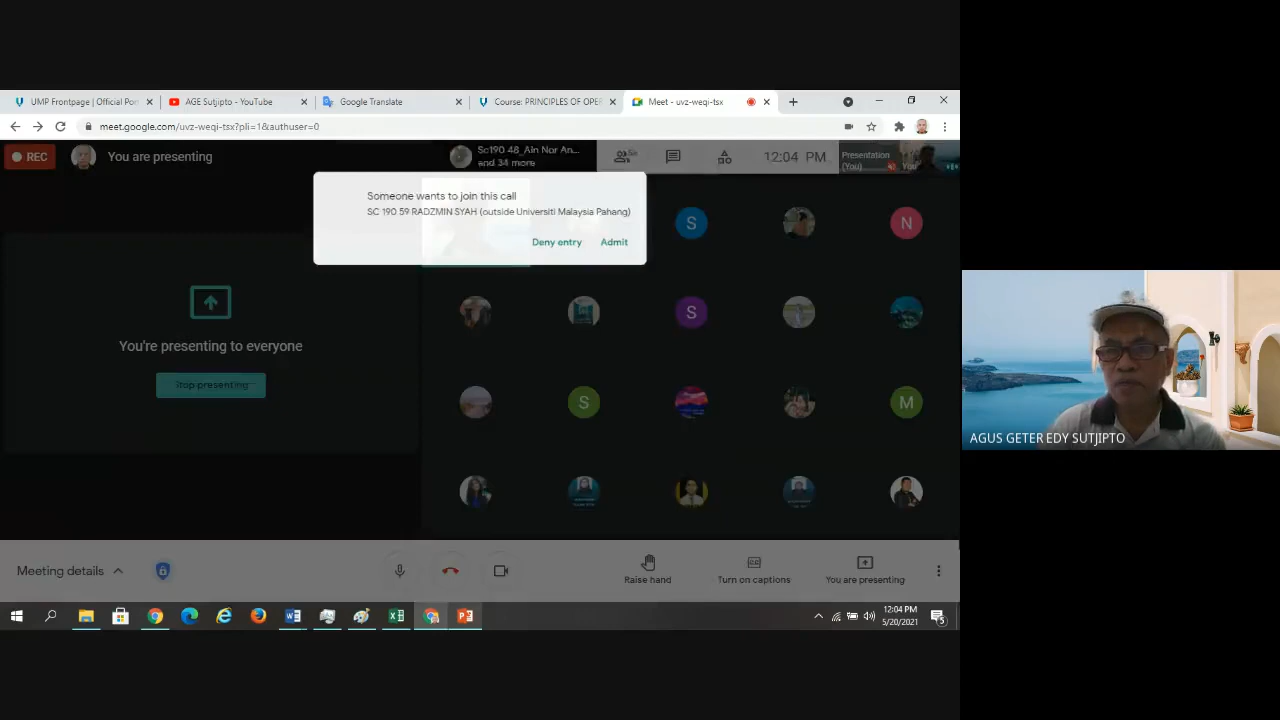 UMP Frontpage | Official Por
AGE Sutjipto - YouTube
Google Translate
Course: PRINCIPLES OF OPER
Meet - uvz-weqi-tsx
meet.google.com/uvz-weqi-tsx?pli=1&authuser=0
REC
You are presenting
Sc190 48_Ain Nor An...
and 34 more
12:04 PM
Presentation
(You)
You
Someone wants to join this call
SC 190 59 RADZMIN SYAH (outside Universiti Malaysia Pahang)
Deny entry
Admit
S
N
You're presenting to everyone
Stop presenting
S
S
M
AGUS GETER EDY SUTJIPTO
Meeting details
Raise hand
Turn on captions
You are presenting
12:04 PM
5/20/2021
5